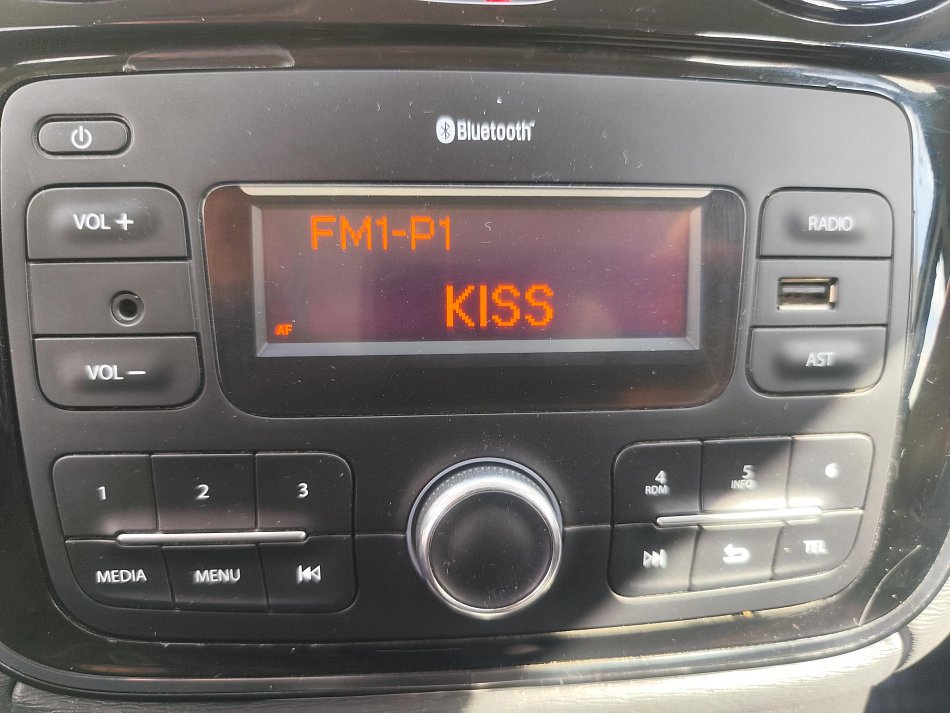 Bluetooth
VOL +
FM1-P1
RADIO
KISS
AF
VOL −
AST
1
2
3
4
RDM
5
INFO
6
MEDIA
MENU
TEL